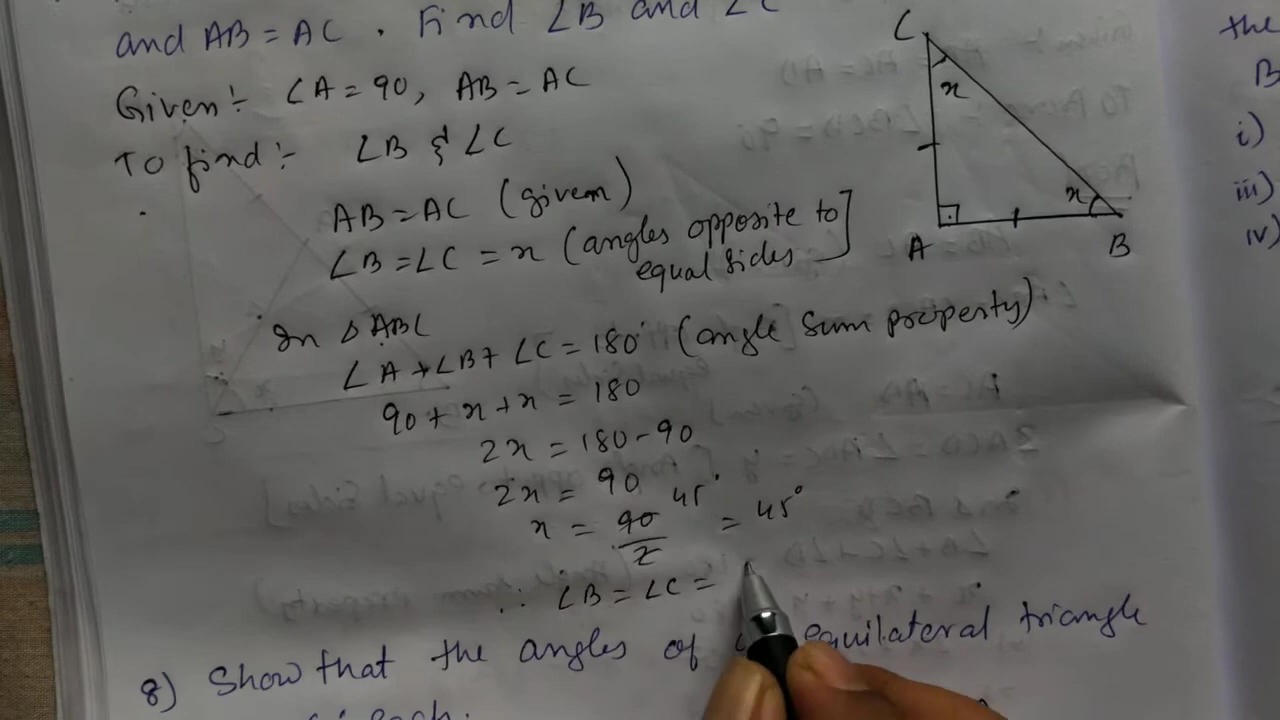 and AB = AC . Find ∠B and ∠C
Given :- ∠A = 90, AB = AC
To find :- ∠B & ∠C
AB = AC (given)
∠B = ∠C = x (angles opposite to
equal sides]
In △ABC
∠A + ∠B + ∠C = 180° (angle sum property)
90 + x + x = 180
2x = 180 - 90
2x = 90
x = 90/2 45° = 45°
∴ ∠B = ∠C =
8) Show that the angles of equilateral triangle
each.
C
x
x
A
B
the
B
i)
iii)
iv)